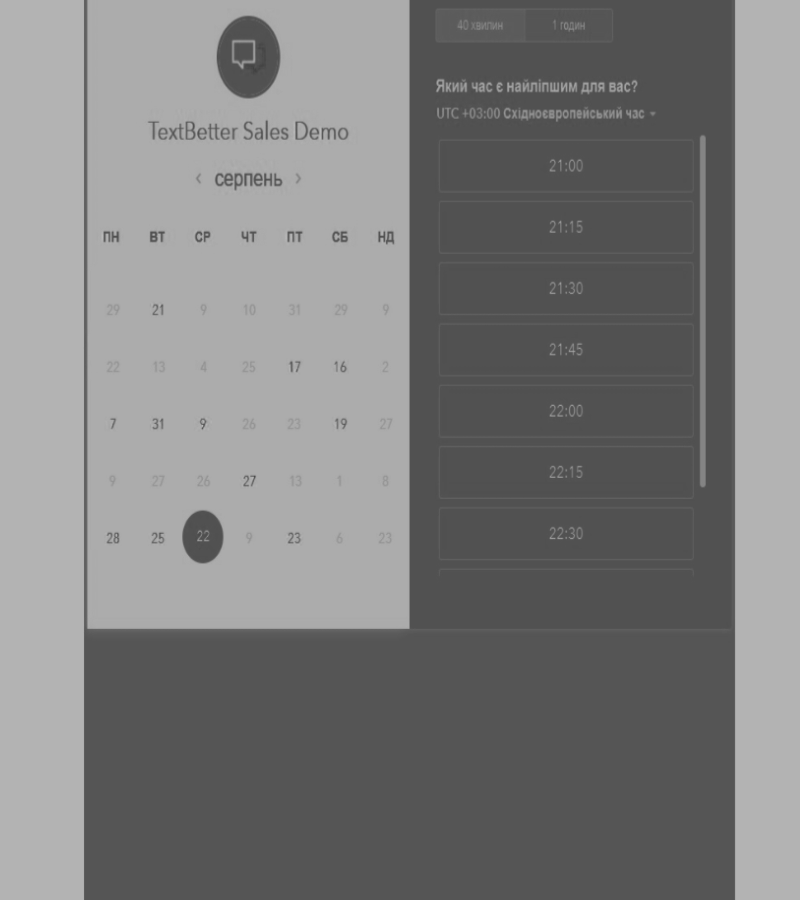 TextBetter Sales Demo
серпень
ПН ВТ СР ЧТ ПТ СБ НД
29 21 9 10 31 29 9
22 13 4 25 17 16 2
7 31 9 26 23 19 27
9 27 26 27 13 1 8
28 25 22 9 23 6 23
40 хвилин 1 годин
Який час є найліпшим для вас?
UTC +03:00 Східноєвропейський час
21:00
21:15
21:30
21:45
22:00
22:15
22:30